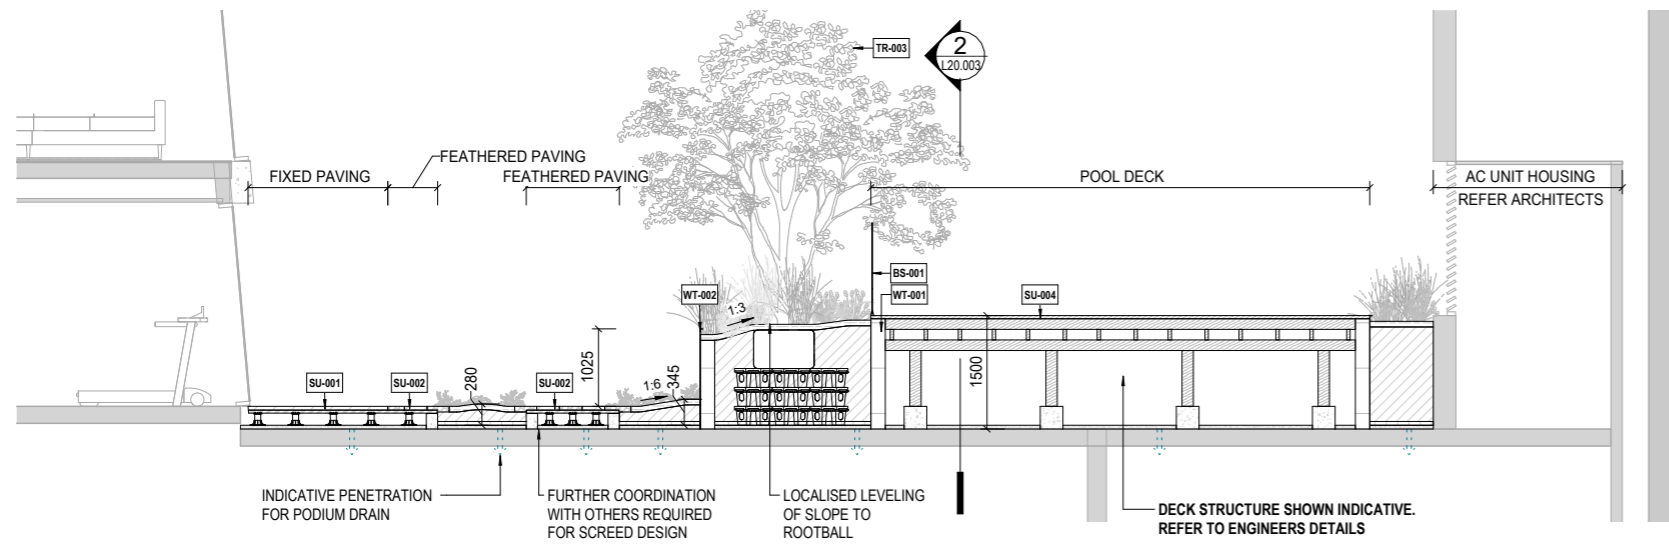 TR-003
2
L20.003
FEATHERED PAVING
FIXED PAVING
FEATHERED PAVING
POOL DECK
AC UNIT HOUSING
REFER ARCHITECTS
BS-001
WT-002
WT-001
SU-004
1:3
1025
1500
SU-001
SU-002
280
SU-002
1:6
345
INDICATIVE PENETRATION
FOR PODIUM DRAIN
FURTHER COORDINATION
WITH OTHERS REQUIRED
FOR SCREED DESIGN
LOCALISED LEVELING
OF SLOPE TO
ROOTBALL
DECK STRUCTURE SHOWN INDICATIVE.
REFER TO ENGINEERS DETAILS